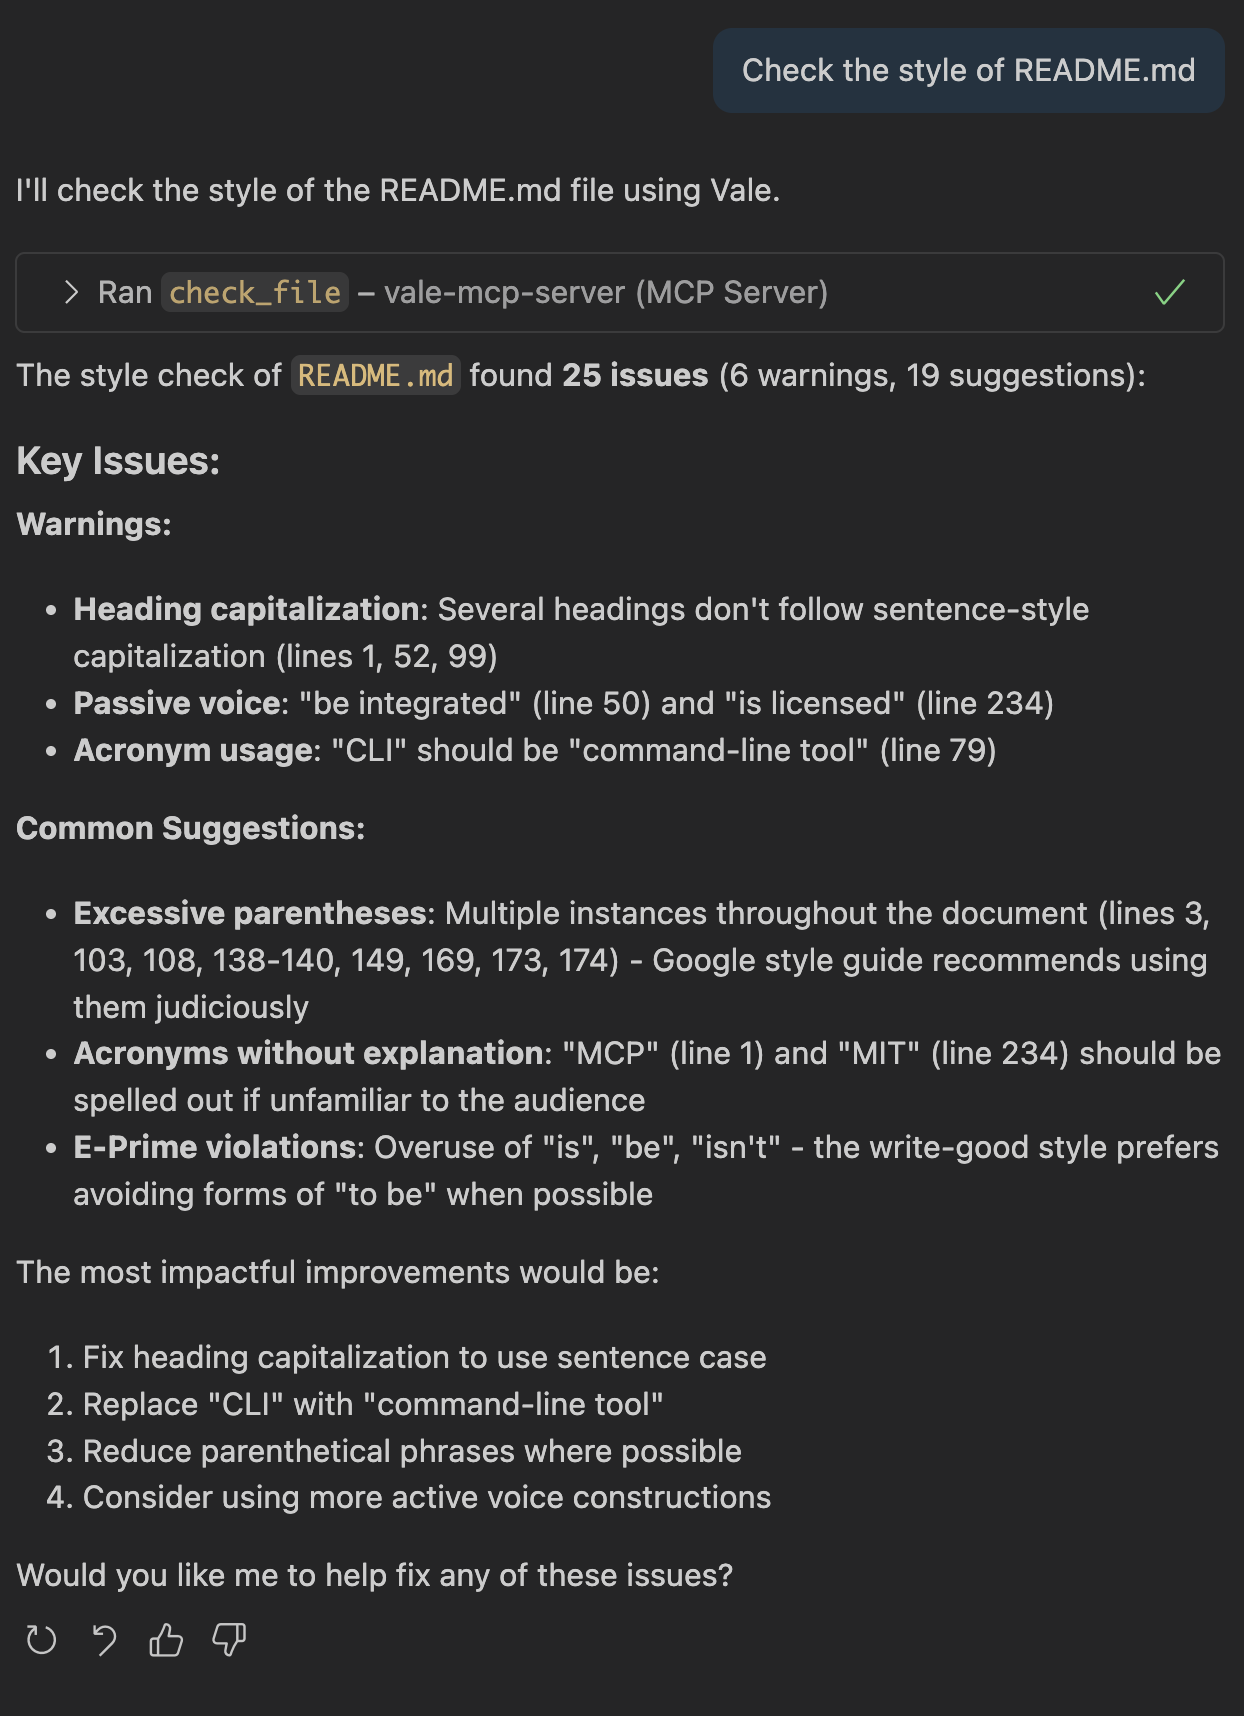 Check the style of README.md
I'll check the style of the README.md file using Vale.
Ran check_file – vale-mcp-server (MCP Server)
The style check of README.md found 25 issues (6 warnings, 19 suggestions):
Key Issues:
Warnings:
• Heading capitalization: Several headings don't follow sentence-style
capitalization (lines 1, 52, 99)
• Passive voice: "be integrated" (line 50) and "is licensed" (line 234)
• Acronym usage: "CLI" should be "command-line tool" (line 79)
Common Suggestions:
• Excessive parentheses: Multiple instances throughout the document (lines 3,
103, 108, 138-140, 149, 169, 173, 174) - Google style guide recommends using
them judiciously
• Acronyms without explanation: "MCP" (line 1) and "MIT" (line 234) should be
spelled out if unfamiliar to the audience
• E-Prime violations: Overuse of "is", "be", "isn't" - the write-good style prefers
avoiding forms of "to be" when possible
The most impactful improvements would be:
1. Fix heading capitalization to use sentence case
2. Replace "CLI" with "command-line tool"
3. Reduce parenthetical phrases where possible
4. Consider using more active voice constructions
Would you like me to help fix any of these issues?